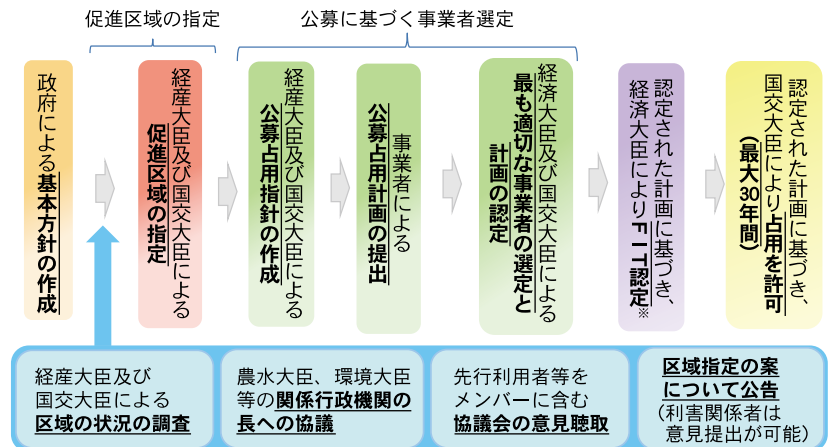 促進区域の指定
公募に基づく事業者選定
政府による基本方針の作成
経産大臣及び国交大臣による
促進区域の指定
経産大臣及び国交大臣による
公募占用指針の作成
事業者による
公募占用計画の提出
経済大臣及び国交大臣による
最も適切な事業者の選定と
計画の認定
認定された計画に基づき、
経済大臣によりＦＩＴ認定※
認定された計画に基づき、
国交大臣により占用を許可
(最大30年間)
経産大臣及び
国交大臣による
区域の状況の調査
農水大臣、環境大臣
等の関係行政機関の
長への協議
先行利用者等を
メンバーに含む
協議会の意見聴取
区域指定の案
について公告
(利害関係者は
意見提出が可能)